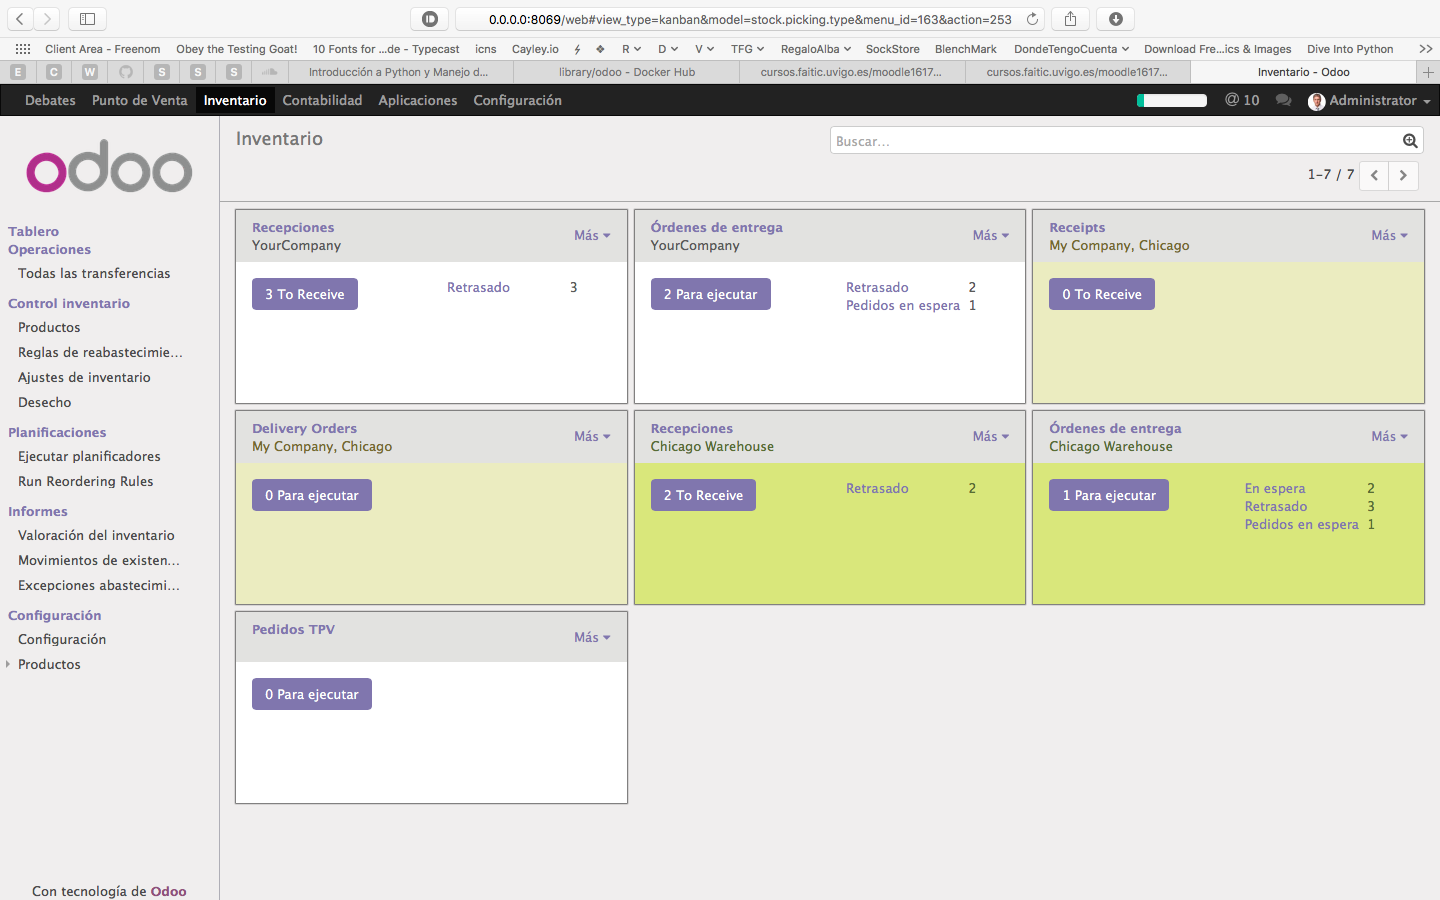 0.0.0.0:8069/web#view_type=kanban&model=stock.picking.type&menu_id=163&action=253
Client Area - Freenom Obey the Testing Goat! 10 Fonts for ...de - Typecast icns Cayley.io R D V TFG RegaloAlba SockStore BlenchMark DondeTengoCuenta Download Fre...ics & Images Dive Into Python
E C W S S S Introducción a Python y Manejo d... library/odoo - Docker Hub cursos.faitic.uvigo.es/moodle1617... cursos.faitic.uvigo.es/moodle1617... Inventario - Odoo
Debates Punto de Venta Inventario Contabilidad Aplicaciones Configuración @ 10 Administrator
odoo
Tablero
Operaciones
Todas las transferencias
Control inventario
Productos
Reglas de reabastecimie...
Ajustes de inventario
Desecho
Planificaciones
Ejecutar planificadores
Run Reordering Rules
Informes
Valoración del inventario
Movimientos de existen...
Excepciones abastecimi...
Configuración
Configuración
Productos
Con tecnología de Odoo
Inventario
Buscar...
1-7 / 7
Recepciones
YourCompany
Más
3 To Receive
Retrasado 3
Órdenes de entrega
YourCompany
Más
2 Para ejecutar
Retrasado 2
Pedidos en espera 1
Receipts
My Company, Chicago
Más
0 To Receive
Delivery Orders
My Company, Chicago
Más
0 Para ejecutar
Recepciones
Chicago Warehouse
Más
2 To Receive
Retrasado 2
Órdenes de entrega
Chicago Warehouse
Más
1 Para ejecutar
En espera 2
Retrasado 3
Pedidos en espera 1
Pedidos TPV
Más
0 Para ejecutar